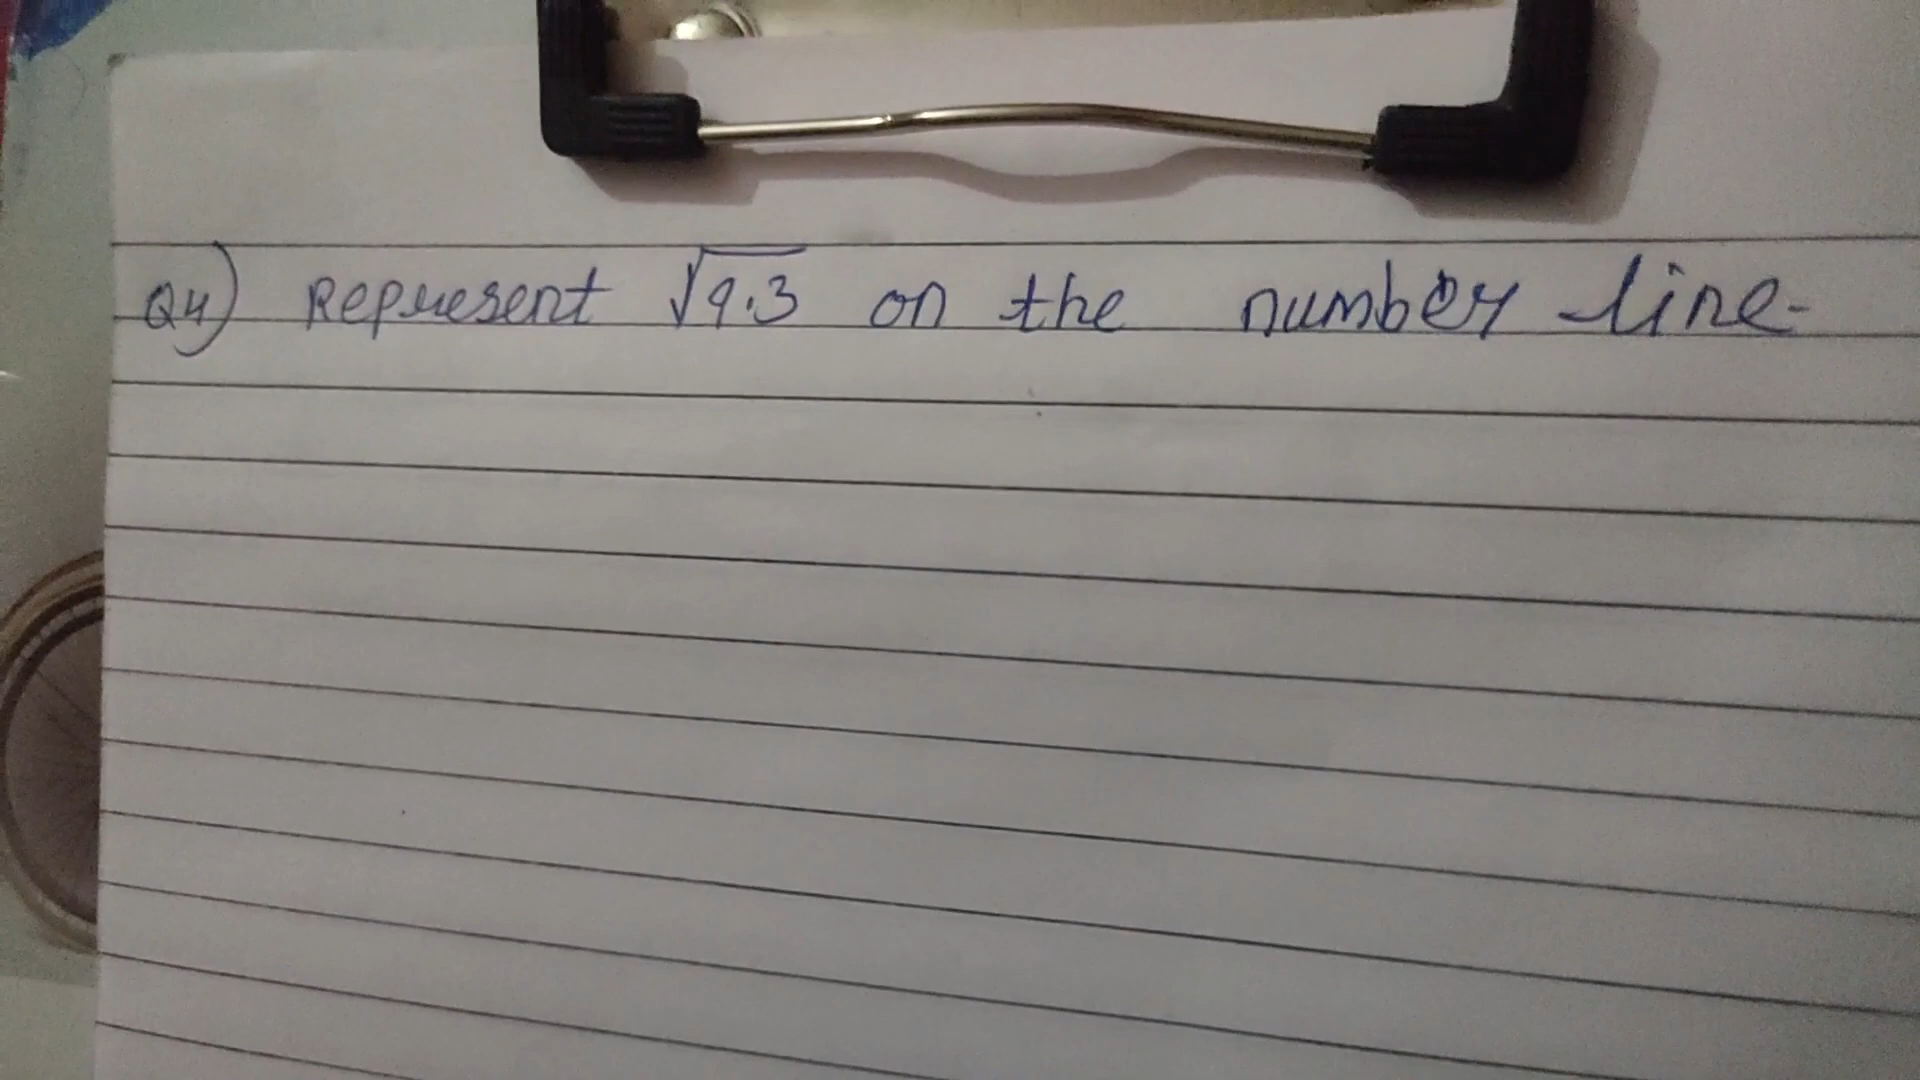 Q4) Represent √9.3 on the number line.